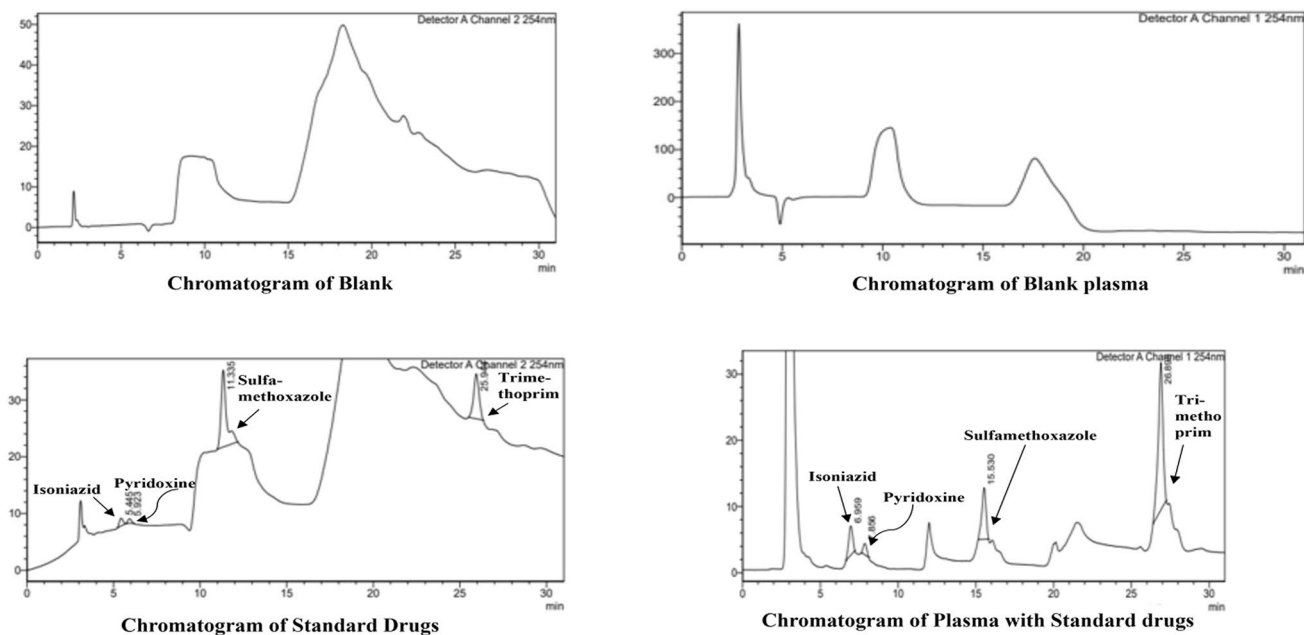 Detector A Channel 2 254nm
50
40
30
20
10
0
0 5 10 15 20 25 30
min
Chromatogram of Blank
Detector A Channel 1 254nm
300
200
100
0
0 5 10 15 20 25 30
min
Chromatogram of Blank plasma
Detector A Channel 2 254nm
30
20
10
0
11.335
Sulfa-
methoxazole
Trime-
thoprim
Isoniazid
5.445
5.923
Pyridoxine
0 5 10 15 20 25 30
min
Chromatogram of Standard Drugs
Detector A Channel 1 254nm
30
20
10
0
Tri-
metho
prim
Sulfamethoxazole
15.530
Isoniazid
6.959
Pyridoxine
0 5 10 15 20 25 30
min
Chromatogram of Plasma with Standard drugs